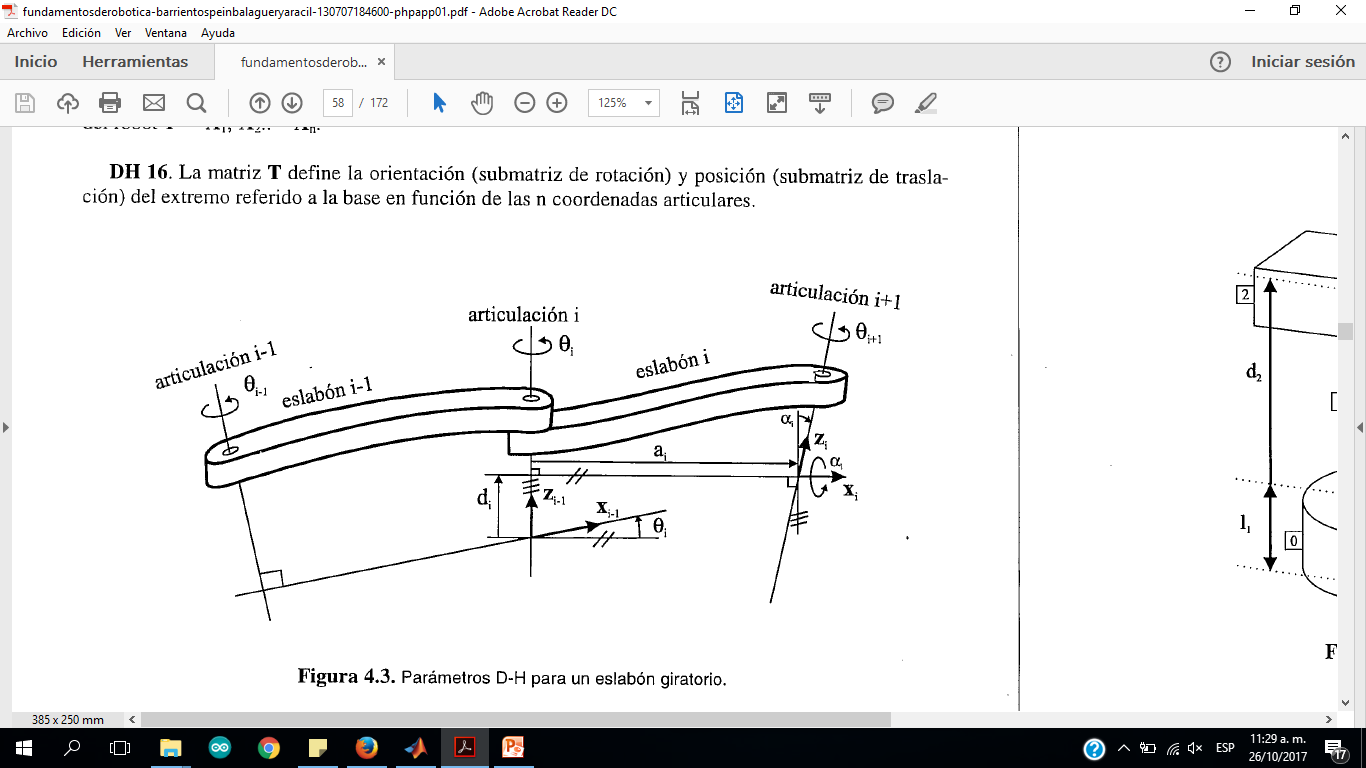 fundamentosderobotica-barrientospeinbalagueryaracil-130707184600-phpapp01.pdf - Adobe Acrobat Reader DC
Archivo Edición Ver Ventana Ayuda
Inicio Herramientas fundamentosderob... × Iniciar sesión
58 / 172 125%
DH 16. La matriz T define la orientación (submatriz de rotación) y posición (submatriz de trasla-
ción) del extremo referido a la base en función de las n coordenadas articulares.
articulación i-1
θi-1
eslabón i-1
articulación i
θi
eslabón i
articulación i+1
θi+1
αi
zi
ai
αi
xi
di
zi-1
xi-1
θi
Figura 4.3. Parámetros D-H para un eslabón giratorio.
2
d2
l1
0
F
385 x 250 mm
ESP
11:29 a. m.
26/10/2017
17